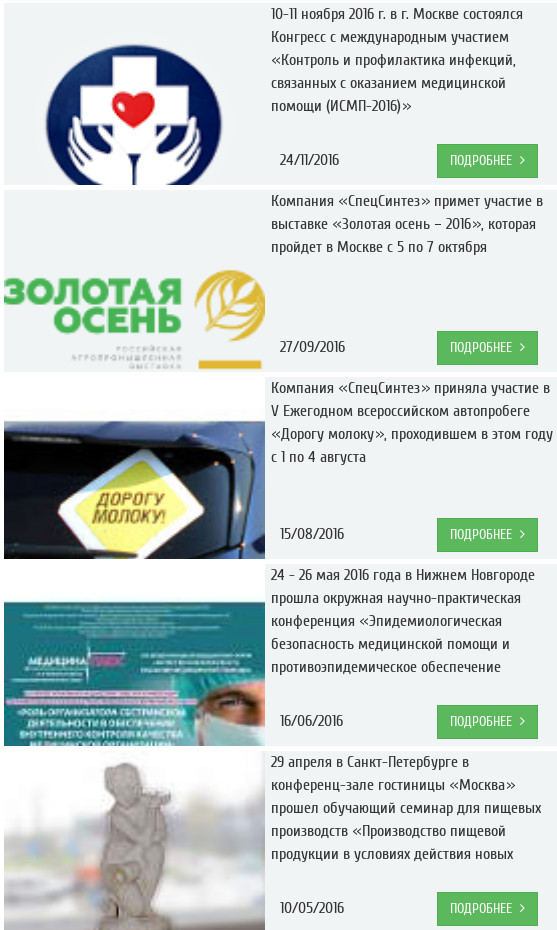 10-11 ноября 2016 г. в г. Москве состоялся
Конгресс с международным участием
«Контроль и профилактика инфекций,
связанных с оказанием медицинской
помощи (ИСМП-2016)»
24/11/2016
ПОДРОБНЕЕ
Компания «СпецСинтез» примет участие в
выставке «Золотая осень – 2016», которая
пройдет в Москве с 5 по 7 октября
ЗОЛОТАЯ
ОСЕНЬ
РОССИЙСКАЯ
АГРОПРОМЫШЛЕННАЯ
ВЫСТАВКА
27/09/2016
ПОДРОБНЕЕ
Компания «СпецСинтез» приняла участие в
V Ежегодном всероссийском автопробеге
«Дорогу молоку», проходившем в этом году
с 1 по 4 августа
ДОРОГУ
МОЛОКУ!
15/08/2016
ПОДРОБНЕЕ
24 - 26 мая 2016 года в Нижнем Новгороде
прошла окружная научно-практическая
конференция «Эпидемиологическая
безопасность медицинской помощи и
противоэпидемическое обеспечение
МЕДИЦИНА
«РОЛЬ ОРГАНИЗАТОРА СЕСТРИНСКОЙ
ДЕЯТЕЛЬНОСТИ В ОБЕСПЕЧЕНИИ
ВНУТРЕННЕГО КОНТРОЛЯ КАЧЕСТВА
16/06/2016
ПОДРОБНЕЕ
29 апреля в Санкт-Петербурге в
конференц-зале гостиницы «Москва»
прошел обучающий семинар для пищевых
производств «Производство пищевой
продукции в условиях действия новых
10/05/2016
ПОДРОБНЕЕ